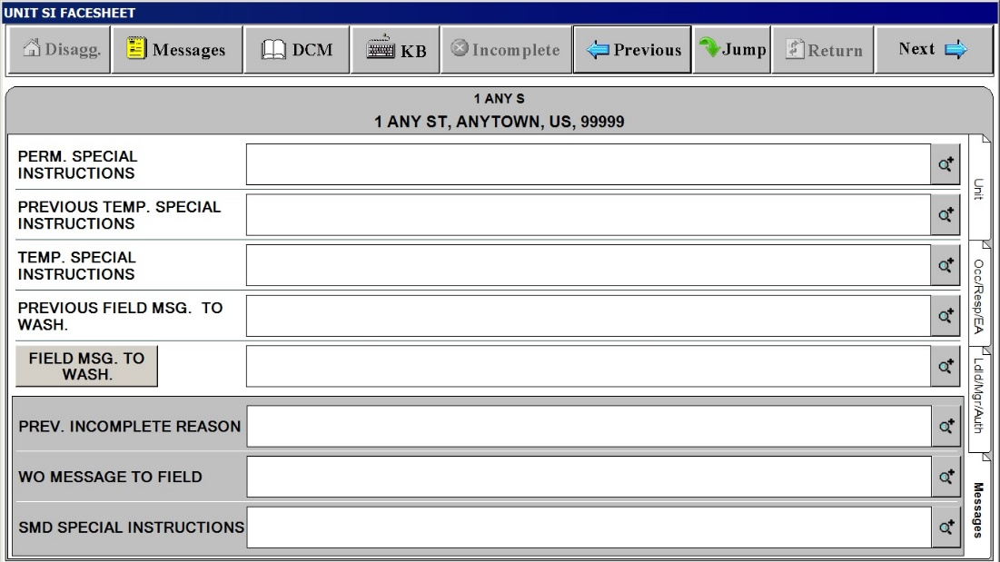 UNIT SI FACESHEET
Disagg.
Messages
DCM
KB
Incomplete
Previous
Jump
Return
Next
1 ANY S
1 ANY ST, ANYTOWN, US, 99999
PERM. SPECIAL
INSTRUCTIONS
PREVIOUS TEMP. SPECIAL
INSTRUCTIONS
TEMP. SPECIAL
INSTRUCTIONS
PREVIOUS FIELD MSG. TO
WASH.
FIELD MSG. TO
WASH.
PREV. INCOMPLETE REASON
WO MESSAGE TO FIELD
SMD SPECIAL INSTRUCTIONS
Unit
Occ/Resp/EA
Ldld/Mgr/Auth
Messages